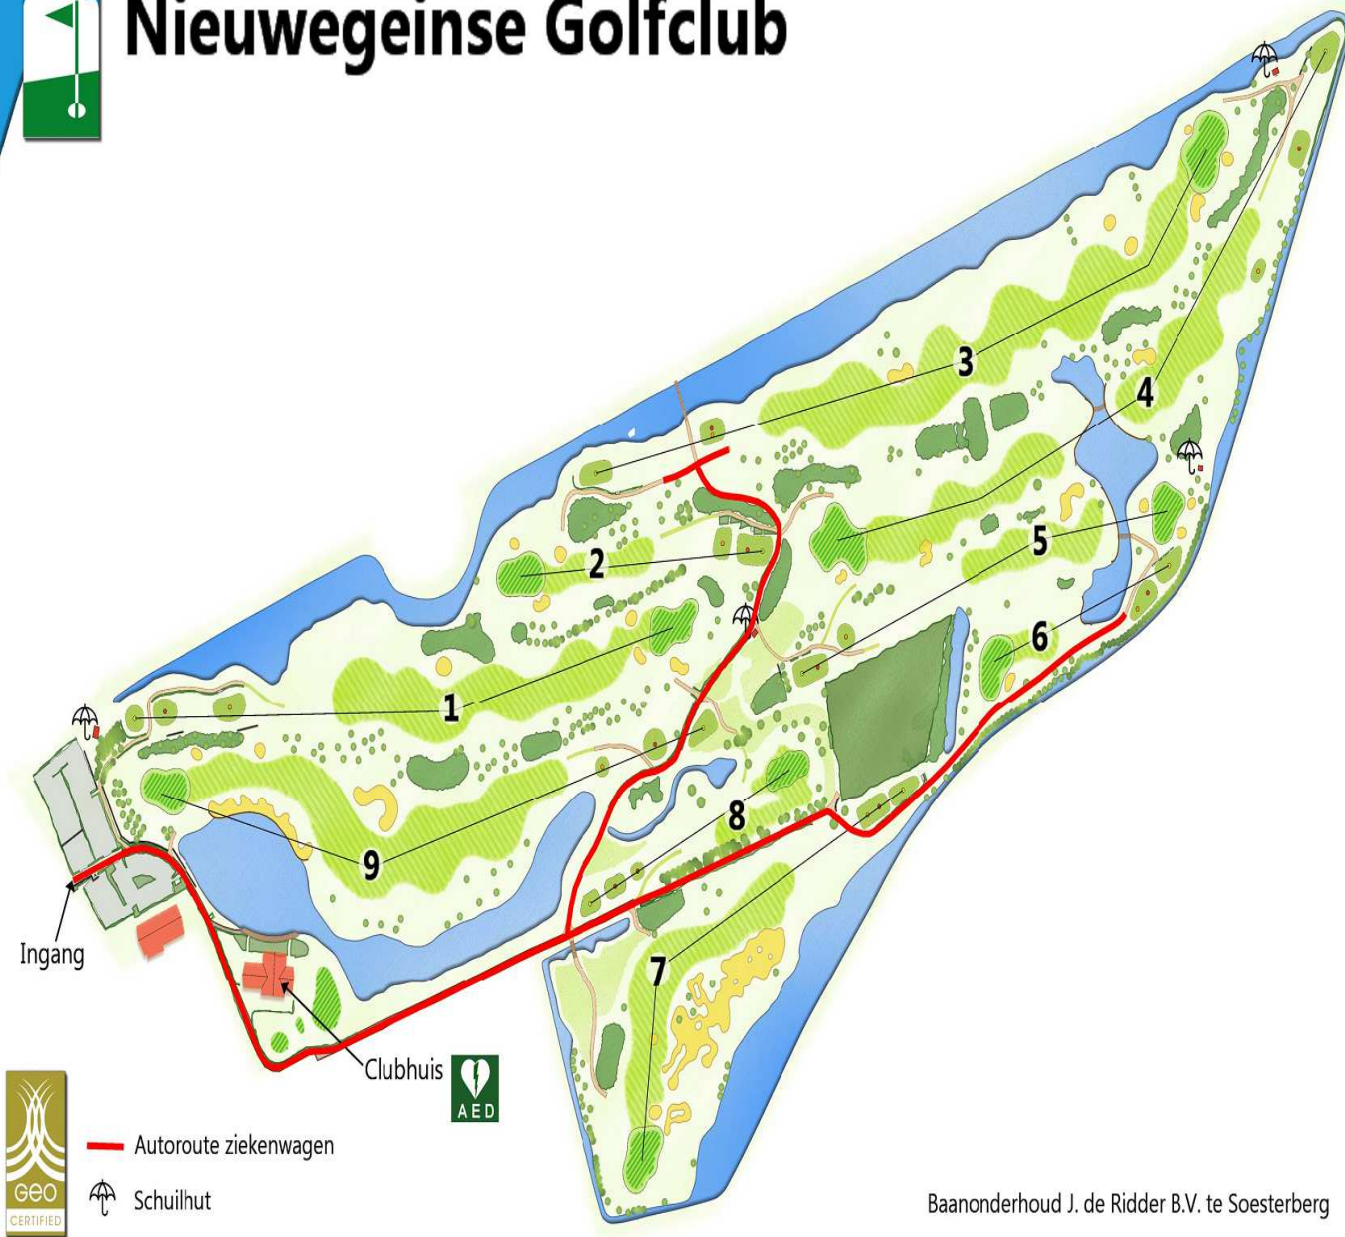 Nieuwegeinse Golfclub
3
4
2
5
6
1
8
9
7
Ingang
Clubhuis
AED
Autoroute ziekenwagen
Schuilhut
GEO
CERTIFIED
Baanonderhoud J. de Ridder B.V. te Soesterberg